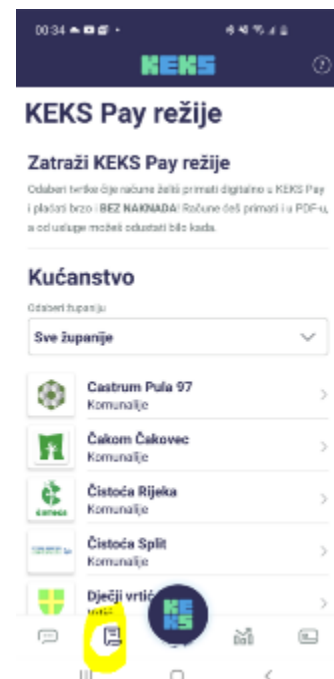 00:34
KEKS
KEKS Pay režije
Zatraži KEKS Pay režije
Odaberi tvrtke čije račune želiš primati digitalno u KEKS Pay
i plaćati brzo i BEZ NAKNADA! Račune ćeš primati i u PDF-u,
a od usluge možeš odustati bilo kada.
Kućanstvo
Odaberi županiju
Sve županije
Castrum Pula 97
Komunalije
Čakom Čakovec
Komunalije
Čistoća Rijeka
Komunalije
Čistoća Split
Komunalije
Dječji vrtić
KE
KS